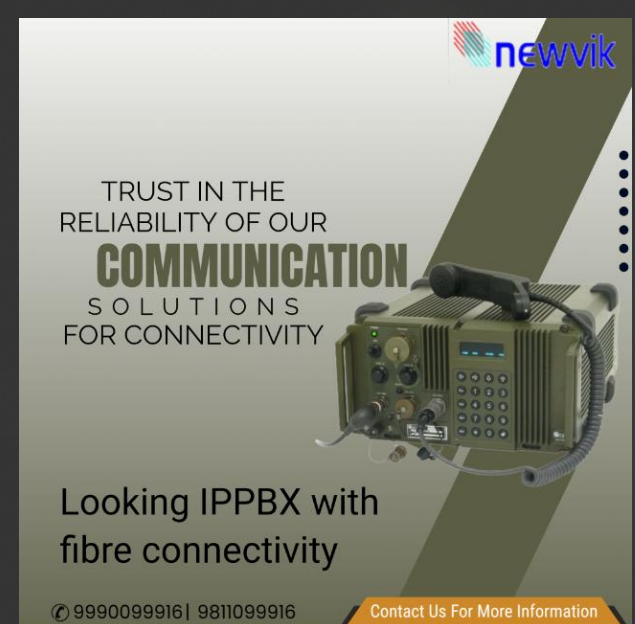 newvik
TRUST IN THE
RELIABILITY OF OUR
COMMUNICATION
SOLUTIONS
FOR CONNECTIVITY
Looking IPPBX with
fibre connectivity
9990099916| 9811099916
Contact Us For More Information